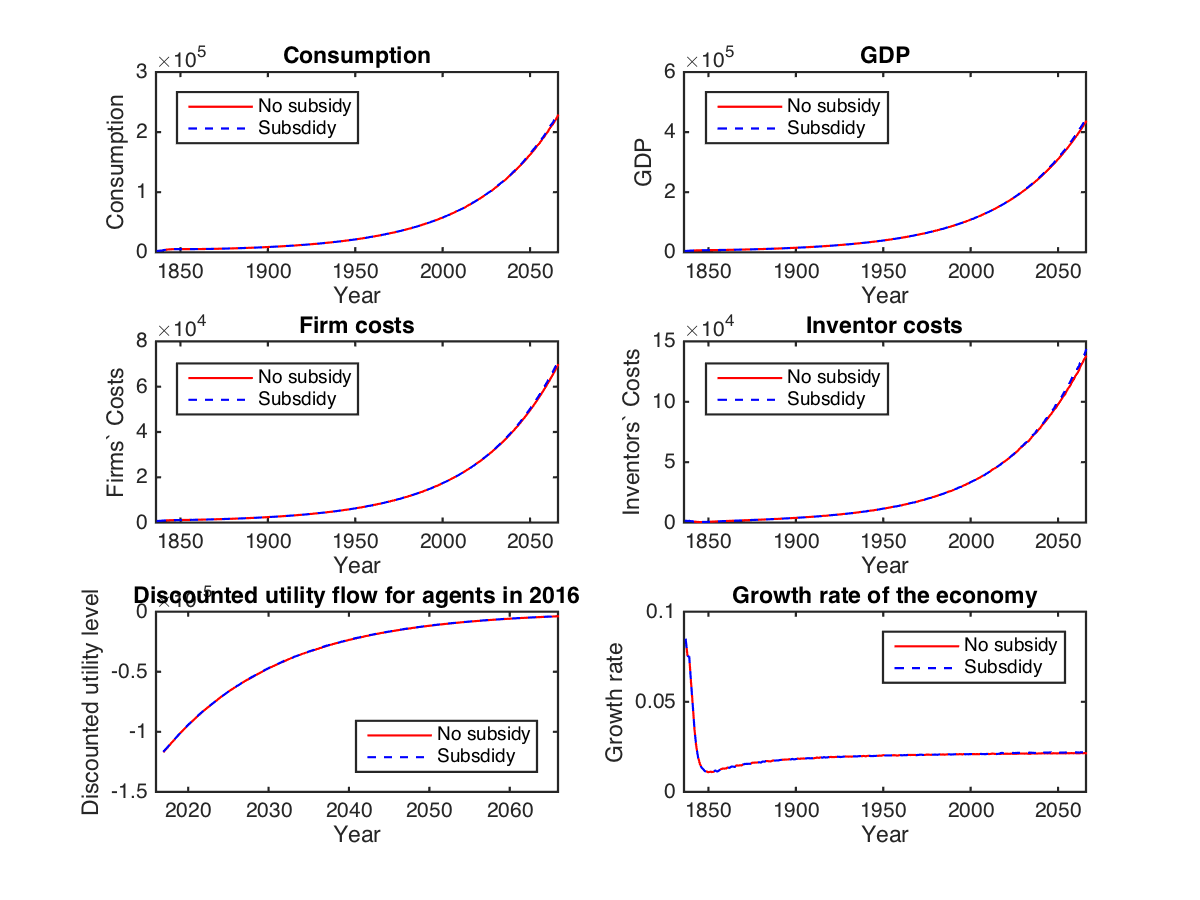 Consumption
×10^5
3
2
1
0
Consumption
No subsidy
Subsdidy
1850 1900 1950 2000 2050
Year
GDP
×10^5
6
4
2
0
GDP
No subsidy
Subsdidy
1850 1900 1950 2000 2050
Year
Firm costs
×10^4
8
6
4
2
0
Firms` Costs
No subsidy
Subsdidy
1850 1900 1950 2000 2050
Year
Inventor costs
×10^4
15
10
5
0
Inventors` Costs
No subsidy
Subsdidy
1850 1900 1950 2000 2050
Year
Discounted utility flow for agents in 2016
0
-0.5
-1
-1.5
Discounted utility level
No subsidy
Subsdidy
2020 2030 2040 2050 2060
Year
Growth rate of the economy
0.1
0.05
0
Growth rate
No subsidy
Subsdidy
1850 1900 1950 2000 2050
Year